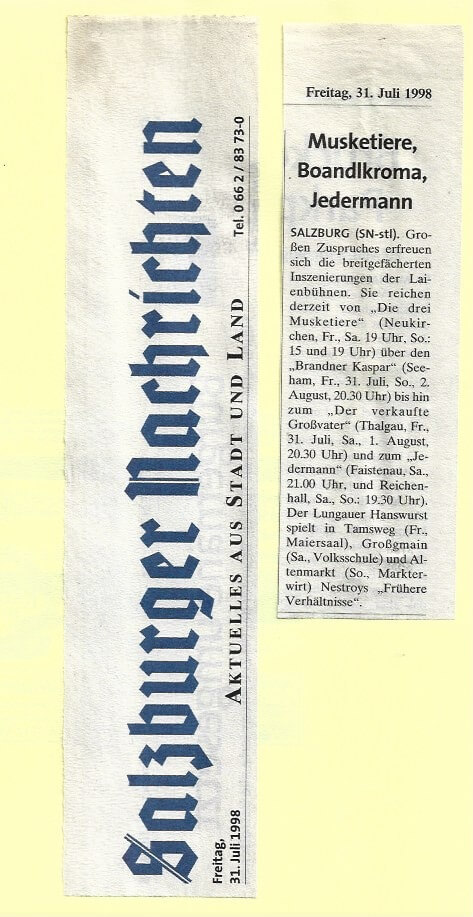 Salzburger Nachrichten
AKTUELLES AUS STADT UND LAND
Tel. 0 66 2 / 83 73-0
Freitag,
31. Juli 1998
Freitag, 31. Juli 1998
Musketiere,
Boandlkroma,
Jedermann
SALZBURG (SN-stl). Gro-
ßen Zuspruches erfreuen
sich die breitgefächerten
Inszenierungen der Lai-
enbühnen. Sie reichen
derzeit von „Die drei
Musketiere“ (Neukir-
chen, Fr., Sa. 19 Uhr, So.:
15 und 19 Uhr) über den
„Brandner Kaspar“ (See-
ham, Fr., 31. Juli, So., 2.
August, 20.30 Uhr) bis hin
zum „Der verkaufte
Großvater“ (Thalgau, Fr.,
31. Juli, Sa., 1. August,
20.30 Uhr) und zum „Je-
dermann“ (Faistenau, Sa.,
21.00 Uhr, und Reichen-
hall, Sa., So.: 19.30 Uhr).
Der Lungauer Hanswurst
spielt in Tamsweg (Fr.,
Maiersaal), Großgmain
(Sa., Volksschule) und Al-
tenmarkt (So., Markter-
wirt) Nestroys „Frühere
Verhältnisse“.